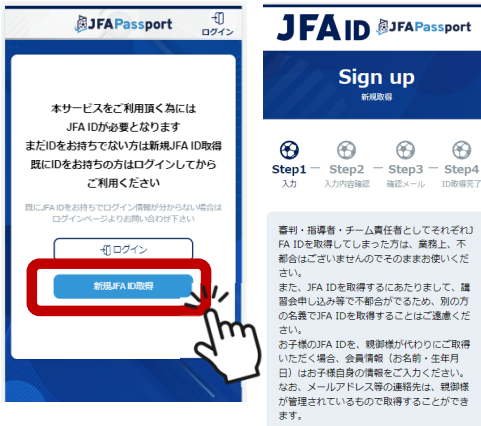 JFAPassport
ログイン
本サービスをご利用頂く為には
JFA IDが必要となります
まだIDをお持ちでない方は新規JFA ID取得
既にIDをお持ちの方はログインしてから
ご利用ください
既にJFA IDをお持ちでログイン情報が分からない場合は
ログインページよりお問い合わせ下さい
ログイン
新規JFA ID取得
JFA ID JFAPassport
Sign up
新規取得
Step1 Step2 Step3 Step4
入力 入力内容確認 確認メール ID取得完了
審判・指導者・チーム責任者としてそれぞれJ
FA IDを取得してしまった方は、業務上、不
都合はございませんのでそのままお使いくだ
さい。
また、JFA IDを取得するにあたりまして、講
習会申し込み等で不都合がでるため、別の方
の名義でJFA IDを取得することはご遠慮くだ
さい。
お子様のJFA IDを、親御様が代わりにご取得
いただく場合、会員情報（お名前・生年月
日）はお子様自身の情報をご入力ください。
なお、メールアドレス等の連絡先は、親御様
が管理されているもので取得することができ
ます。